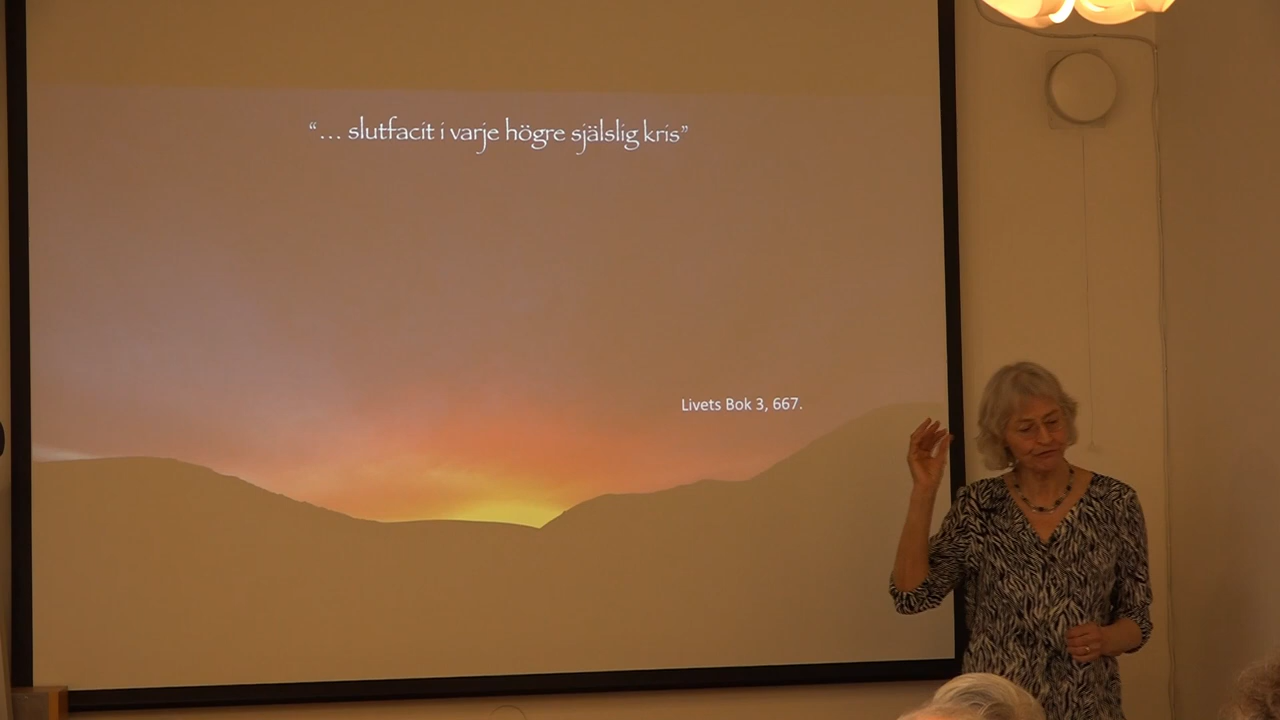 “… slutfacit i varje högre själslig kris”
Livets Bok 3, 667.